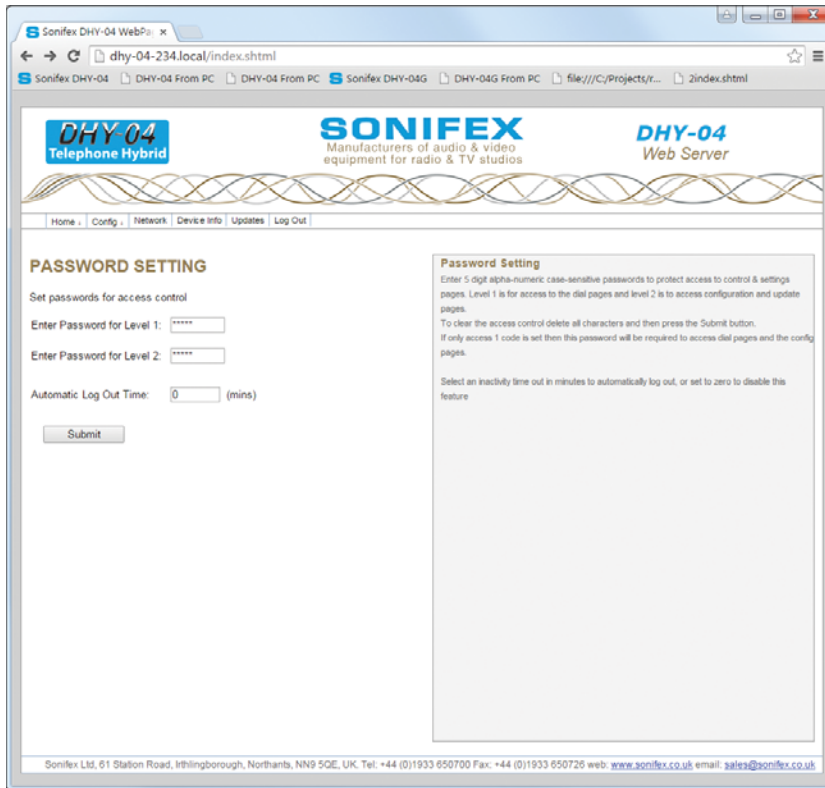 Sonifex DHY-04 WebPa
dhy-04-234.local/index.shtml
Sonifex DHY-04 DHY-04 From PC DHY-04 From PC Sonifex DHY-04G DHY-04G From PC file:///C:/Projects/r... 2index.shtml
DHY-04
Telephone Hybrid
SONIFEX
Manufacturers of audio & video
equipment for radio & TV studios
DHY-04
Web Server
Home Config Network Device Info Updates Log Out
PASSWORD SETTING
Set passwords for access control
Enter Password for Level 1: *****
Enter Password for Level 2: *****
Automatic Log Out Time: 0 (mins)
Submit
Password Setting
Enter 5 digit alpha-numeric case-sensitive passwords to protect access to control & settings
pages. Level 1 is for access to the dial pages and level 2 is to access configuration and update
pages.
To clear the access control delete all characters and then press the Submit button.
If only access 1 code is set then this password will be required to access dial pages and the config
pages.
Select an inactivity time out in minutes to automatically log out, or set to zero to disable this
feature
Sonifex Ltd, 61 Station Road, Irthlingborough, Northants, NN9 5QE, UK. Tel: +44 (0)1933 650700 Fax: +44 (0)1933 650726 web: www.sonifex.co.uk email: sales@sonifex.co.uk